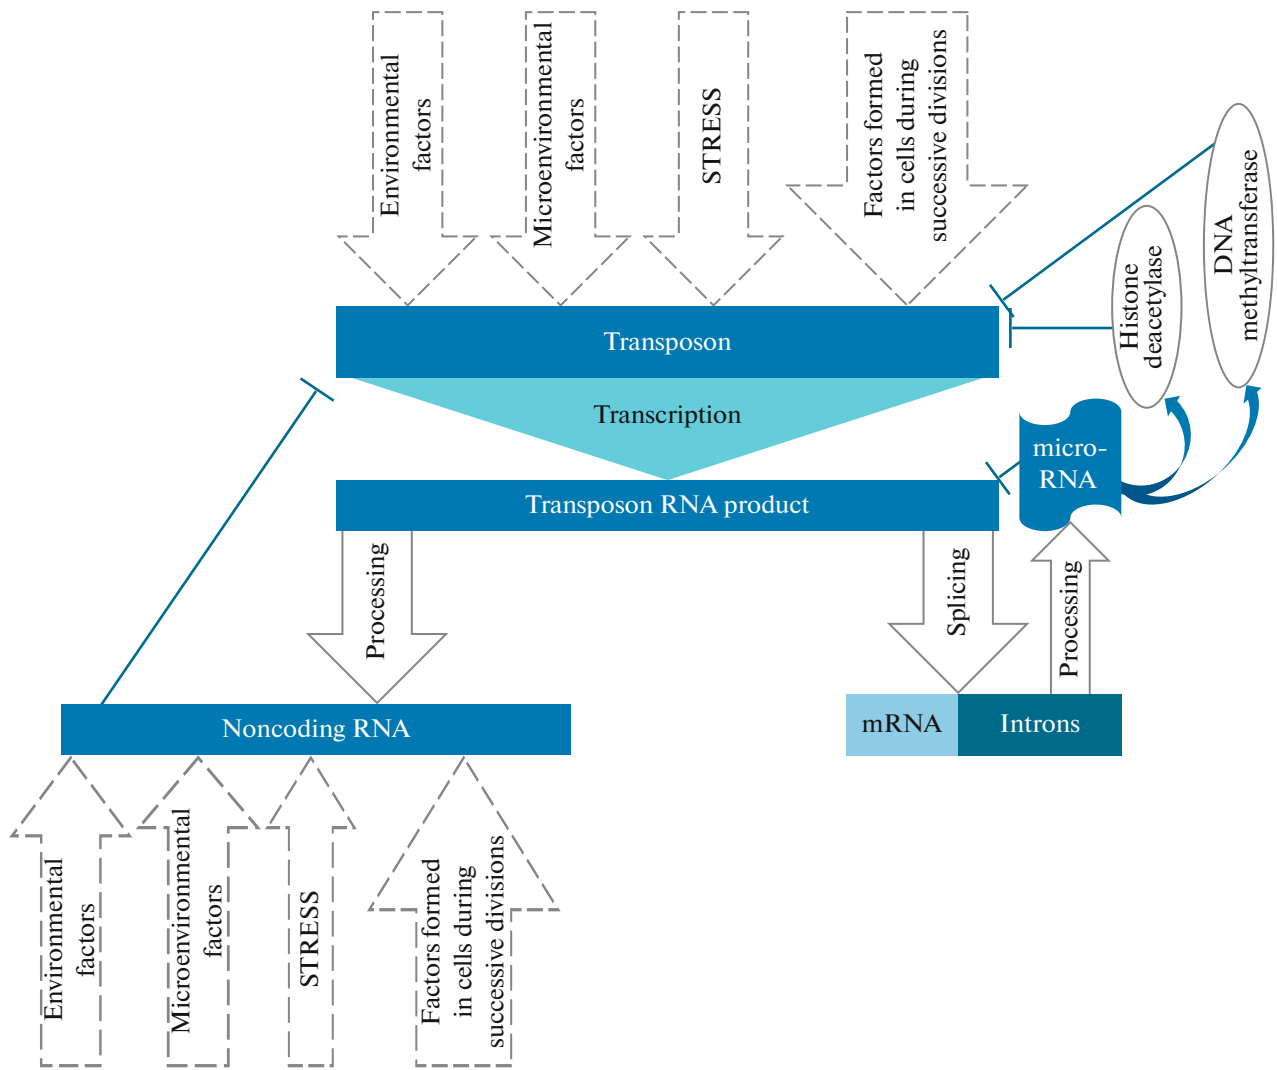 Environmental
factors
Microenvironmental
factors
STRESS
Factors formed
in cells during
successive divisions
DNA
methyltransferase
Histone
deacetylase
Transposon
Transcription
micro-
RNA
Transposon RNA product
Processing
Splicing
Processing
Noncoding RNA
mRNA
Introns
Environmental
factors
Microenvironmental
factors
STRESS
Factors formed
in cells during
successive divisions